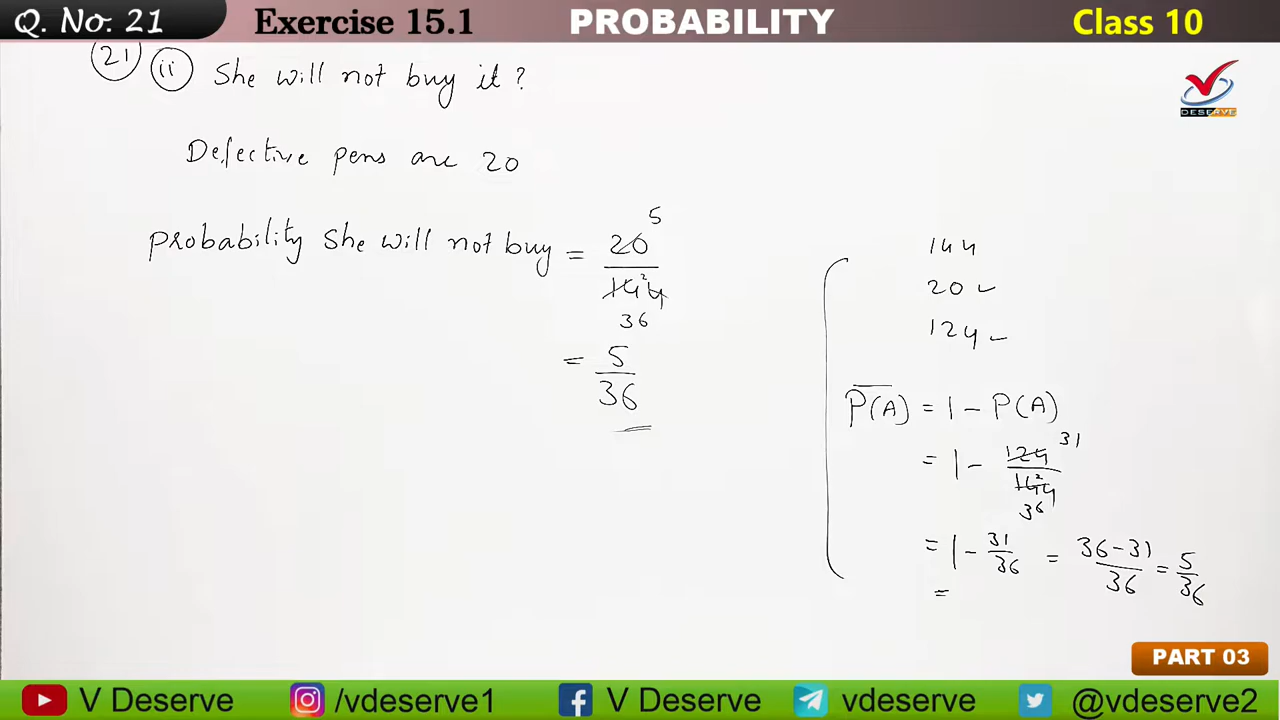 Q. No. 21
Exercise 15.1
PROBABILITY
Class 10
21 ii She will not buy it?
DESERVE
Defective pens are 20
Probability She will not buy = 20/144
5
36
= 5/36
144
20
124
P(A) = 1 - P(A)
= 1 - 124/144
31
36
= 1 - 31/36 = 36-31/36 = 5/36
=
PART 03
V Deserve
/vdeserve1
V Deserve
vdeserve
@vdeserve2